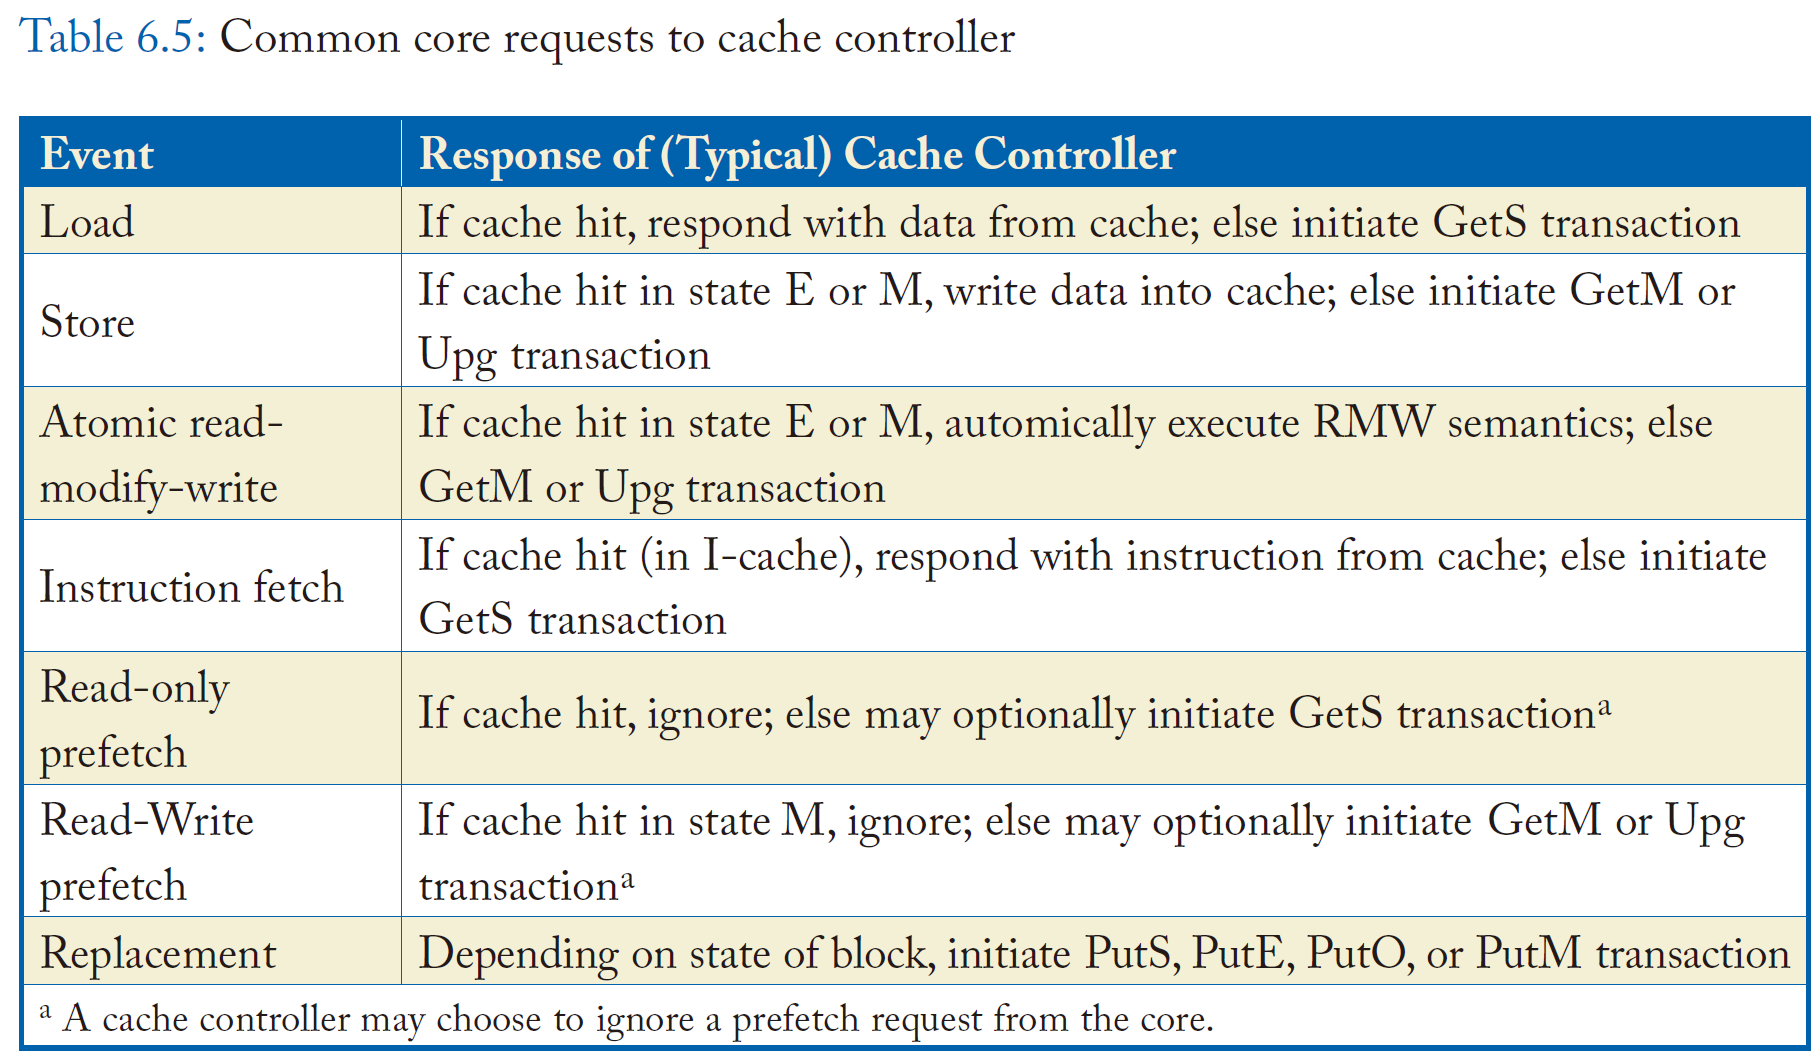 Table 6.5: Common core requests to cache controller
Event
Response of (Typical) Cache Controller
Load
If cache hit, respond with data from cache; else initiate GetS transaction
Store
If cache hit in state E or M, write data into cache; else initiate GetM or
Upg transaction
Atomic read-
modify-write
If cache hit in state E or M, automically execute RMW semantics; else
GetM or Upg transaction
Instruction fetch
If cache hit (in I-cache), respond with instruction from cache; else initiate
GetS transaction
Read-only
prefetch
If cache hit, ignore; else may optionally initiate GetS transactionᵃ
Read-Write
prefetch
If cache hit in state M, ignore; else may optionally initiate GetM or Upg
transactionᵃ
Replacement
Depending on state of block, initiate PutS, PutE, PutO, or PutM transaction
ᵃ A cache controller may choose to ignore a prefetch request from the core.